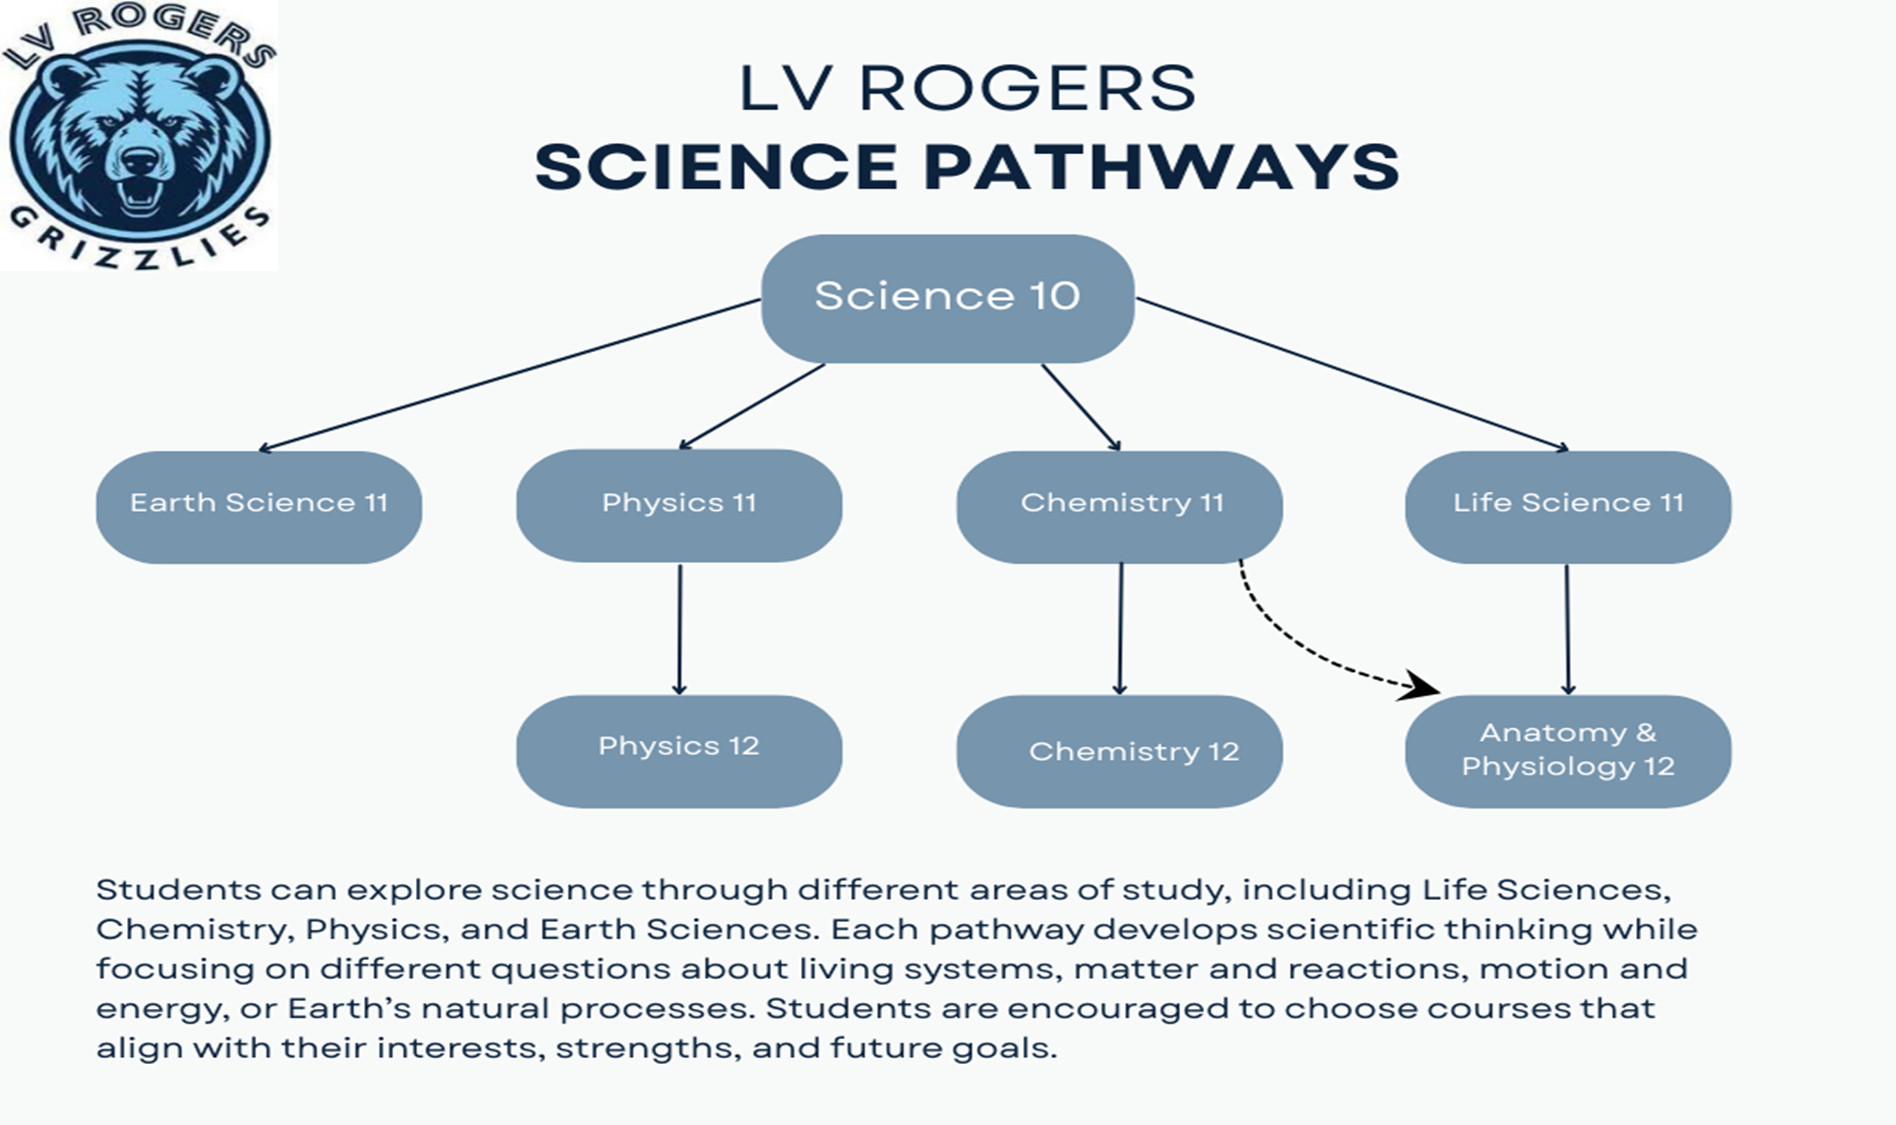 LV ROGERS
GRIZZLIES
LV ROGERS
SCIENCE PATHWAYS
Science 10
Earth Science 11
Physics 11
Chemistry 11
Life Science 11
Physics 12
Chemistry 12
Anatomy &
Physiology 12
Students can explore science through different areas of study, including Life Sciences,
Chemistry, Physics, and Earth Sciences. Each pathway develops scientific thinking while
focusing on different questions about living systems, matter and reactions, motion and
energy, or Earth’s natural processes. Students are encouraged to choose courses that
align with their interests, strengths, and future goals.